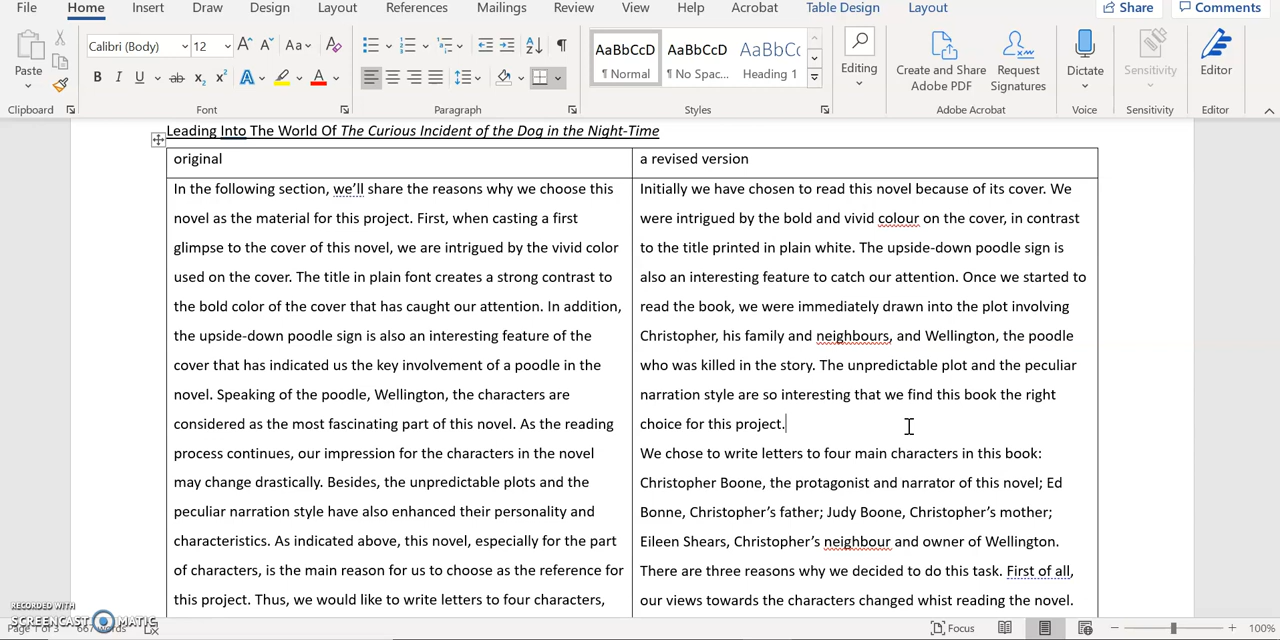 File Home Insert Draw Design Layout References Mailings Review View Help Acrobat Table Design Layout Share Comments
Calibri (Body) 12 A A Aa A
AaBbCcD AaBbCcD AaBbCc
Paste B I U ab x₂ x² A A
¶ Normal ¶ No Spac... Heading 1
Editing Create and Share Adobe PDF Request Signatures Dictate Sensitivity Editor
Clipboard Font Paragraph Styles Adobe Acrobat Voice Sensitivity Editor
Leading Into The World Of The Curious Incident of the Dog in the Night-Time
original
In the following section, we’ll share the reasons why we choose this
novel as the material for this project. First, when casting a first
glimpse to the cover of this novel, we are intrigued by the vivid color
used on the cover. The title in plain font creates a strong contrast to
the bold color of the cover that has caught our attention. In addition,
the upside-down poodle sign is also an interesting feature of the
cover that has indicated us the key involvement of a poodle in the
novel. Speaking of the poodle, Wellington, the characters are
considered as the most fascinating part of this novel. As the reading
process continues, our impression for the characters in the novel
may change drastically. Besides, the unpredictable plots and the
peculiar narration style have also enhanced their personality and
characteristics. As indicated above, this novel, especially for the part
of characters, is the main reason for us to choose as the reference for
this project. Thus, we would like to write letters to four characters,
a revised version
Initially we have chosen to read this novel because of its cover. We
were intrigued by the bold and vivid colour on the cover, in contrast
to the title printed in plain white. The upside-down poodle sign is
also an interesting feature to catch our attention. Once we started to
read the book, we were immediately drawn into the plot involving
Christopher, his family and neighbours, and Wellington, the poodle
who was killed in the story. The unpredictable plot and the peculiar
narration style are so interesting that we find this book the right
choice for this project.
We chose to write letters to four main characters in this book:
Christopher Boone, the protagonist and narrator of this novel; Ed
Bonne, Christopher’s father; Judy Boone, Christopher’s mother;
Eileen Shears, Christopher’s neighbour and owner of Wellington.
There are three reasons why we decided to do this task. First of all,
our views towards the characters changed whist reading the novel.
RECORDED WITH
SCREENCAST MATIC
Page 1 of 3 667 words
Focus 100%